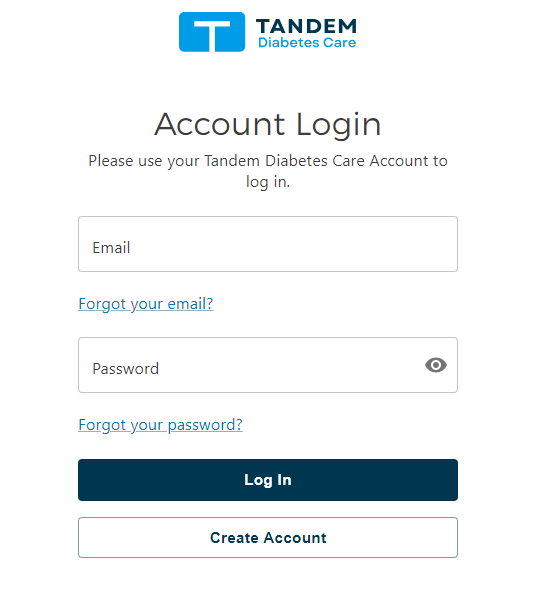 TANDEM
Diabetes Care
Account Login
Please use your Tandem Diabetes Care Account to
log in.
Email
Forgot your email?
Password
Forgot your password?
Log In
Create Account